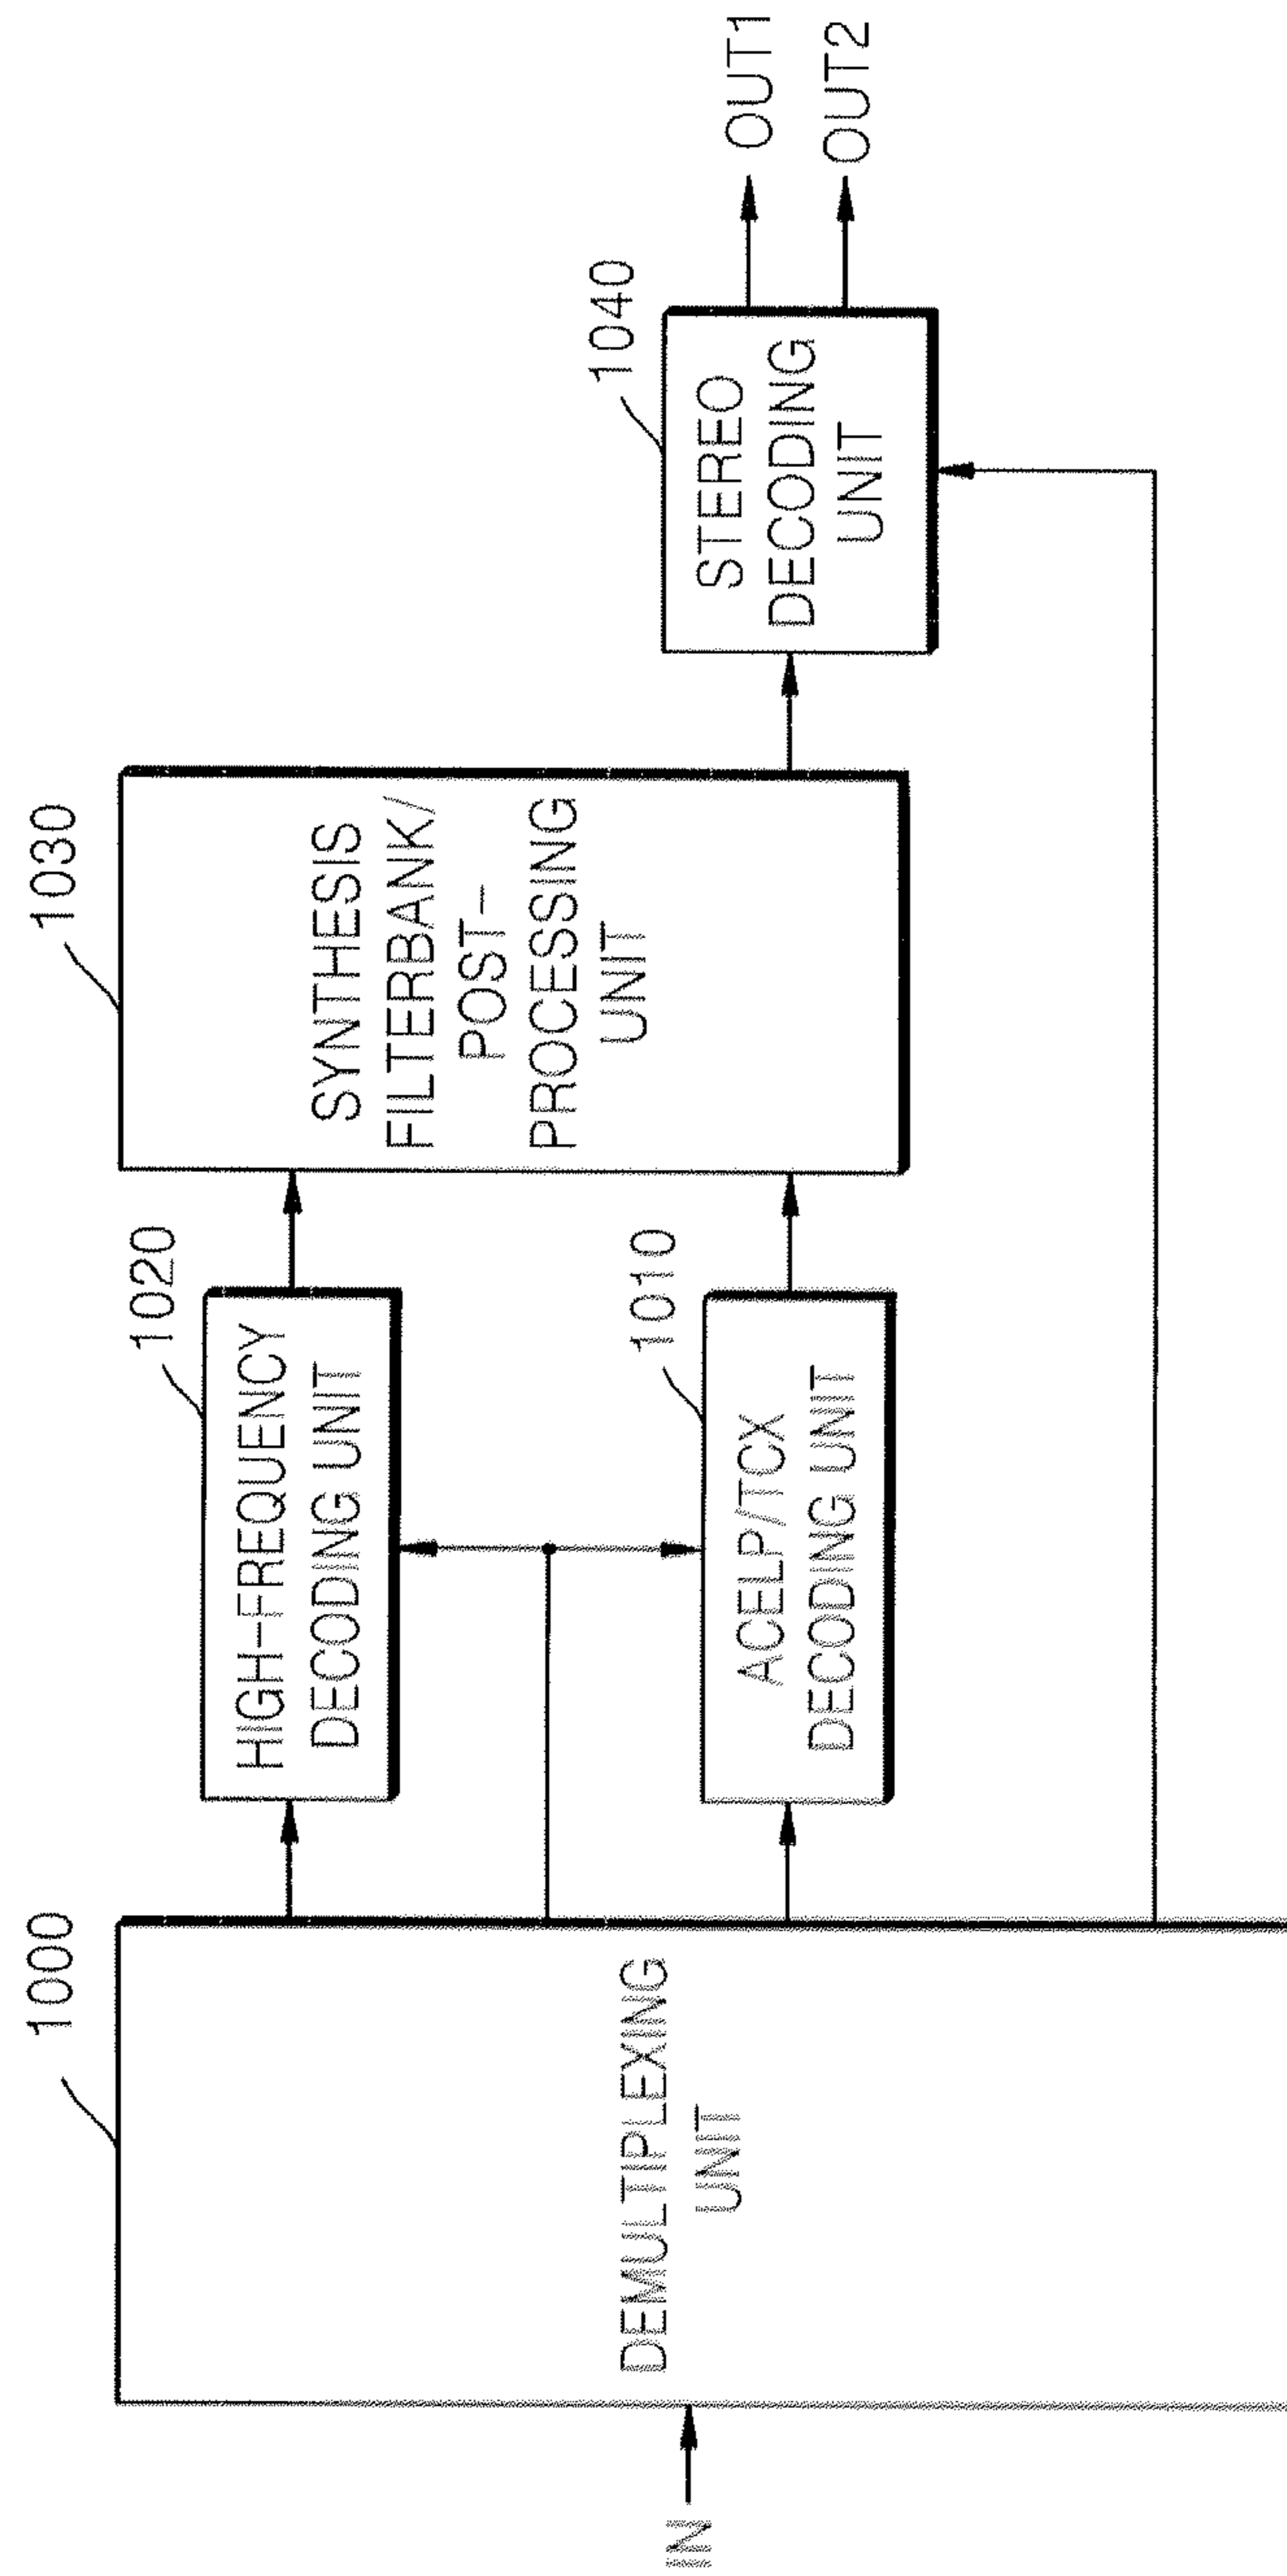 IN
1000
DEMULTIPLEXING
UNIT
1020
HIGH-FREQUENCY
DECODING UNIT
1010
ACELP/TCX
DECODING UNIT
1030
SYNTHESIS
FILTERBANK/
POST-
PROCESSING
UNIT
1040
STEREO
DECODING
UNIT
OUT1
OUT2